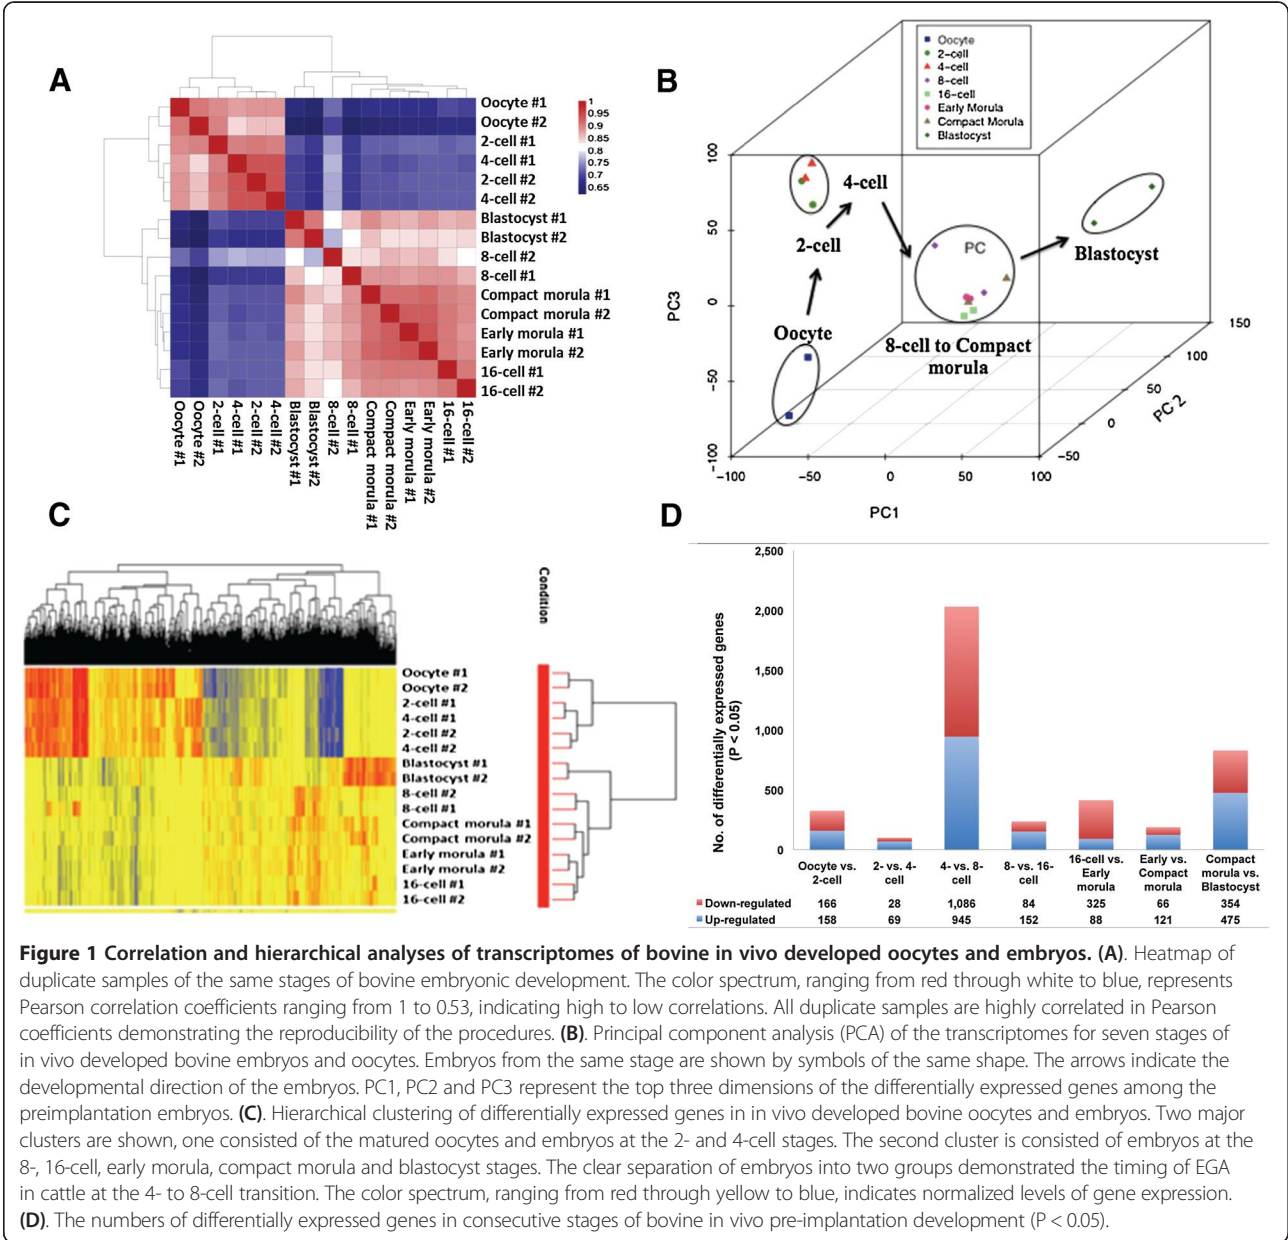 A
Oocyte #1
Oocyte #2
2-cell #1
4-cell #1
2-cell #2
4-cell #2
Blastocyst #1
Blastocyst #2
8-cell #2
8-cell #1
Compact morula #1
Compact morula #2
Early morula #1
Early morula #2
16-cell #1
16-cell #2
1
0.95
0.9
0.85
0.8
0.75
0.7
0.65
Oocyte #1
Oocyte #2
2-cell #1
4-cell #1
2-cell #2
4-cell #2
Blastocyst #1
Blastocyst #2
8-cell #2
8-cell #1
Compact morula #1
Compact morula #2
Early morula #1
Early morula #2
16-cell #1
16-cell #2
B
Oocyte
2-cell
4-cell
8-cell
16-cell
Early Morula
Compact Morula
Blastocyst
PC3
100
50
0
−50
−100
4-cell
2-cell
Oocyte
PC
8-cell to Compact
morula
Blastocyst
150
100
50
0
−50
PC 2
−100
−50
0
50
100
PC1
C
Condition
Oocyte #1
Oocyte #2
2-cell #1
4-cell #1
2-cell #2
4-cell #2
Blastocyst #1
Blastocyst #2
8-cell #2
8-cell #1
Compact morula #1
Compact morula #2
Early morula #1
Early morula #2
16-cell #1
16-cell #2
D
No. of differentially expressed genes
(P < 0.05)
2,500
2,000
1,500
1,000
500
0
Oocyte vs. 2- vs. 4- 4- vs. 8- 8- vs. 16- 16-cell vs. Early vs. Compact
2-cell cell cell cell Early Compact morula vs.
morula morula Blastocyst
Down-regulated 166 28 1,086 84 325 66 354
Up-regulated 158 69 945 152 88 121 475
Figure 1 Correlation and hierarchical analyses of transcriptomes of bovine in vivo developed oocytes and embryos. (A). Heatmap of
duplicate samples of the same stages of bovine embryonic development. The color spectrum, ranging from red through white to blue, represents
Pearson correlation coefficients ranging from 1 to 0.53, indicating high to low correlations. All duplicate samples are highly correlated in Pearson
coefficients demonstrating the reproducibility of the procedures. (B). Principal component analysis (PCA) of the transcriptomes for seven stages of
in vivo developed bovine embryos and oocytes. Embryos from the same stage are shown by symbols of the same shape. The arrows indicate the
developmental direction of the embryos. PC1, PC2 and PC3 represent the top three dimensions of the differentially expressed genes among the
preimplantation embryos. (C). Hierarchical clustering of differentially expressed genes in in vivo developed bovine oocytes and embryos. Two major
clusters are shown, one consisted of the matured oocytes and embryos at the 2- and 4-cell stages. The second cluster is consisted of embryos at the
8-, 16-cell, early morula, compact morula and blastocyst stages. The clear separation of embryos into two groups demonstrated the timing of EGA
in cattle at the 4- to 8-cell transition. The color spectrum, ranging from red through yellow to blue, indicates normalized levels of gene expression.
(D). The numbers of differentially expressed genes in consecutive stages of bovine in vivo pre-implantation development (P < 0.05).